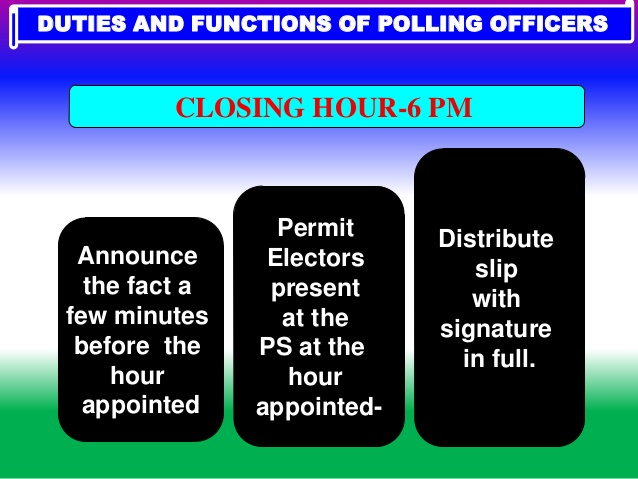 DUTIES AND FUNCTIONS OF POLLING OFFICERS
CLOSING HOUR-6 PM
Announce
the fact a
few minutes
before the
hour
appointed
Permit
Electors
present
at the
PS at the
hour
appointed-
Distribute
slip
with
signature
in full.